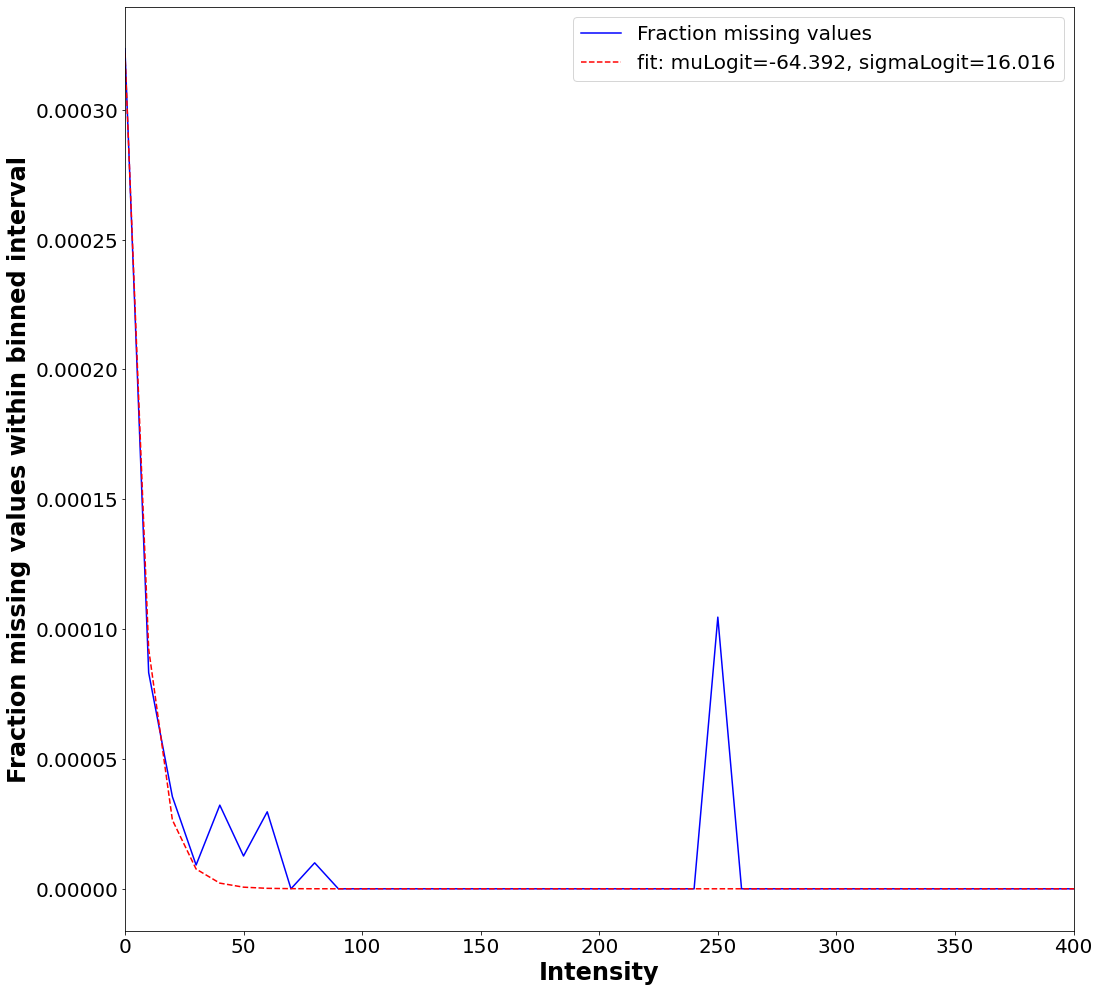 Fraction missing values
fit: muLogit=-64.392, sigmaLogit=16.016
Fraction missing values within binned interval
0.00030
0.00025
0.00020
0.00015
0.00010
0.00005
0.00000
0 50 100 150 200 250 300 350 400
Intensity